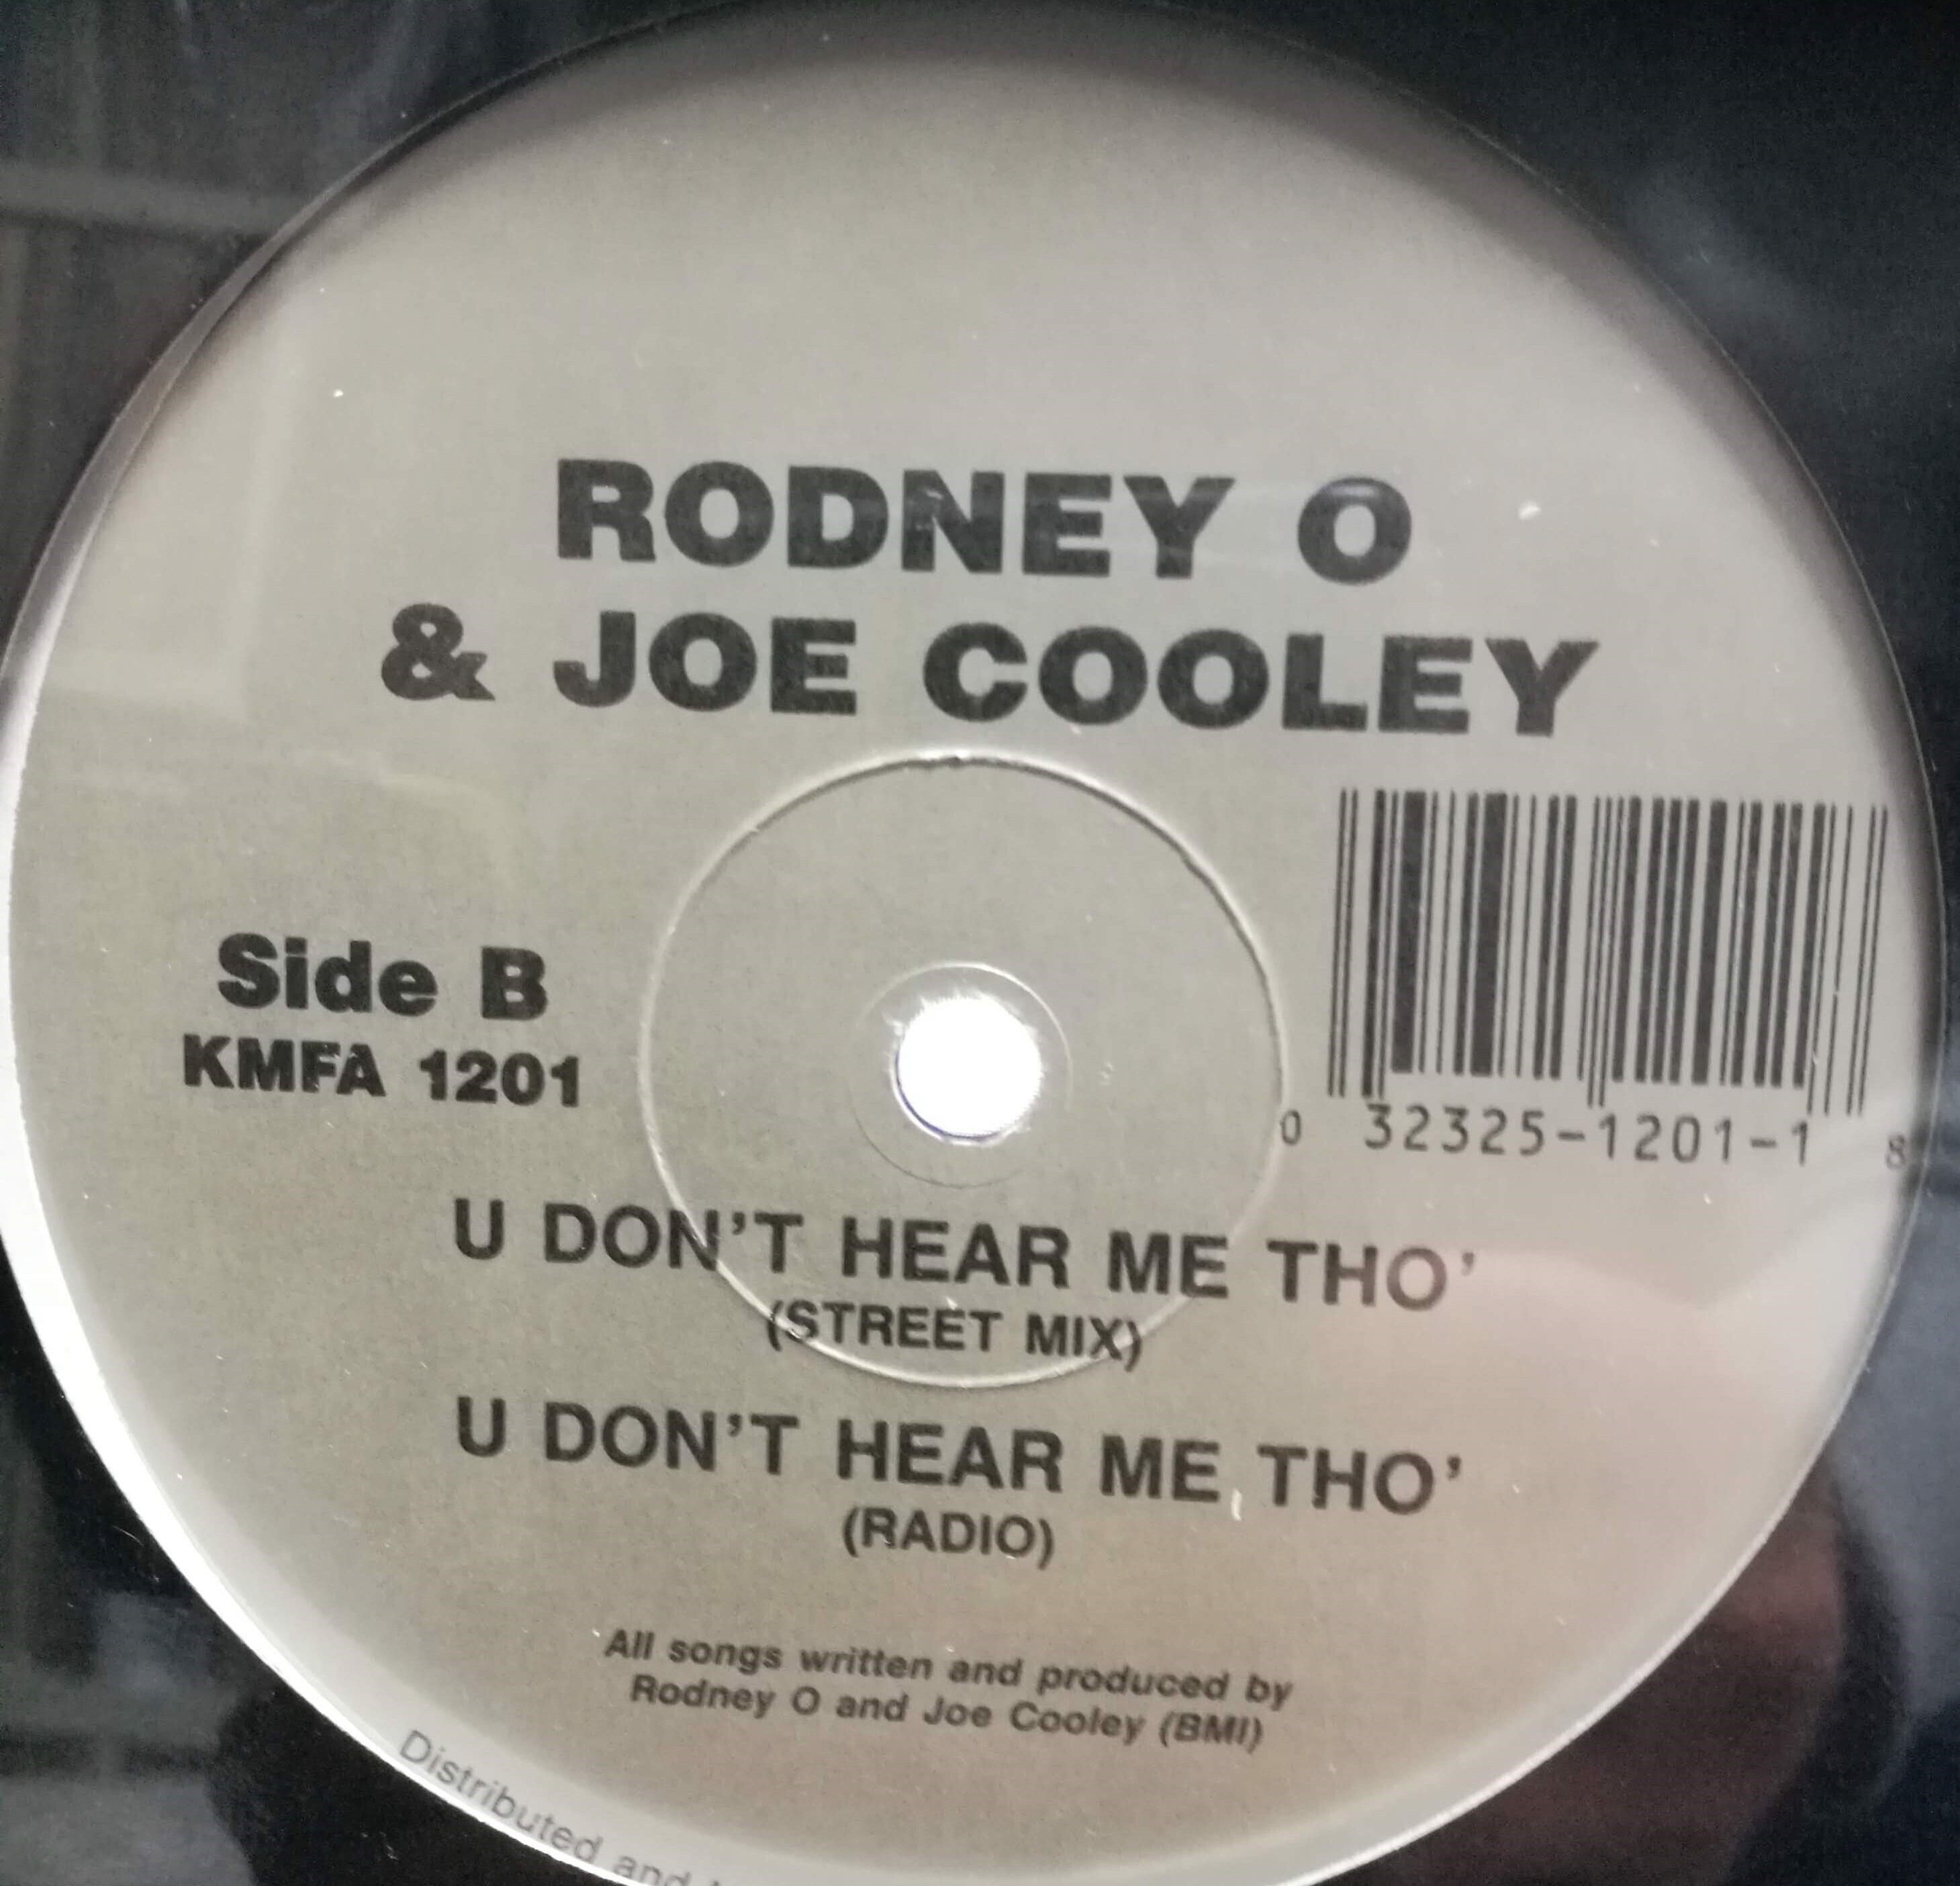 RODNEY O
& JOE COOLEY
Side B
KMFA 1201
0 32325-1201-1 8
U DON'T HEAR ME THO'
(STREET MIX)
U DON'T HEAR ME THO'
(RADIO)
All songs written and produced by
Rodney O and Joe Cooley (BMI)
Distributed and